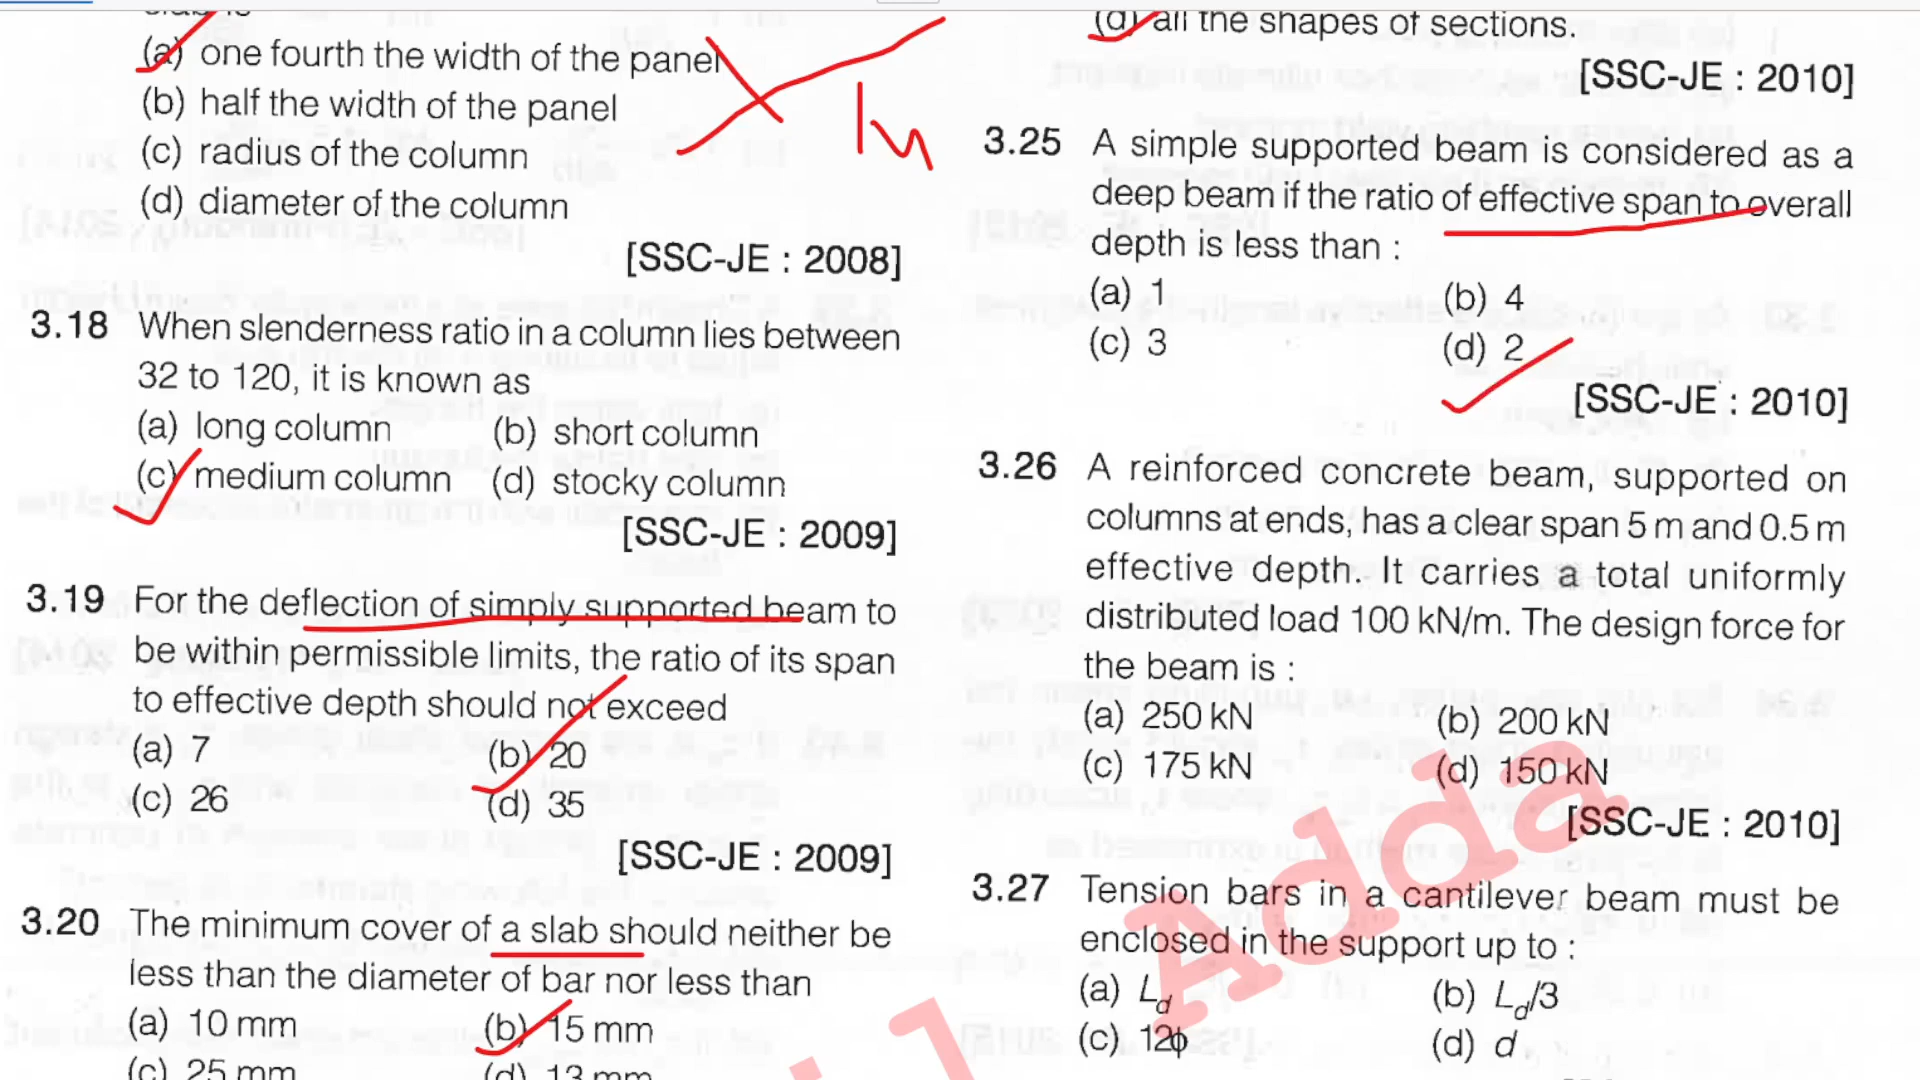 (a) one fourth the width of the panel
(b) half the width of the panel
(c) radius of the column
(d) diameter of the column
[SSC-JE : 2008]
3.18 When slenderness ratio in a column lies between
32 to 120, it is known as
(a) long column (b) short column
(c) medium column (d) stocky column
[SSC-JE : 2009]
3.19 For the deflection of simply supported beam to
be within permissible limits, the ratio of its span
to effective depth should not exceed
(a) 7 (b) 20
(c) 26 (d) 35
[SSC-JE : 2009]
3.20 The minimum cover of a slab should neither be
less than the diameter of bar nor less than
(a) 10 mm (b) 15 mm
(c) 25 mm (d) 13 mm
(d) all the shapes of sections.
[SSC-JE : 2010]
3.25 A simple supported beam is considered as a
deep beam if the ratio of effective span to overall
depth is less than :
(a) 1 (b) 4
(c) 3 (d) 2
[SSC-JE : 2010]
3.26 A reinforced concrete beam, supported on
columns at ends, has a clear span 5 m and 0.5 m
effective depth. It carries a total uniformly
distributed load 100 kN/m. The design force for
the beam is :
(a) 250 kN (b) 200 kN
(c) 175 kN (d) 150 kN
[SSC-JE : 2010]
3.27 Tension bars in a cantilever beam must be
enclosed in the support up to :
(a) Ld (b) Ld/3
(c) 12ϕ (d) d
Adda